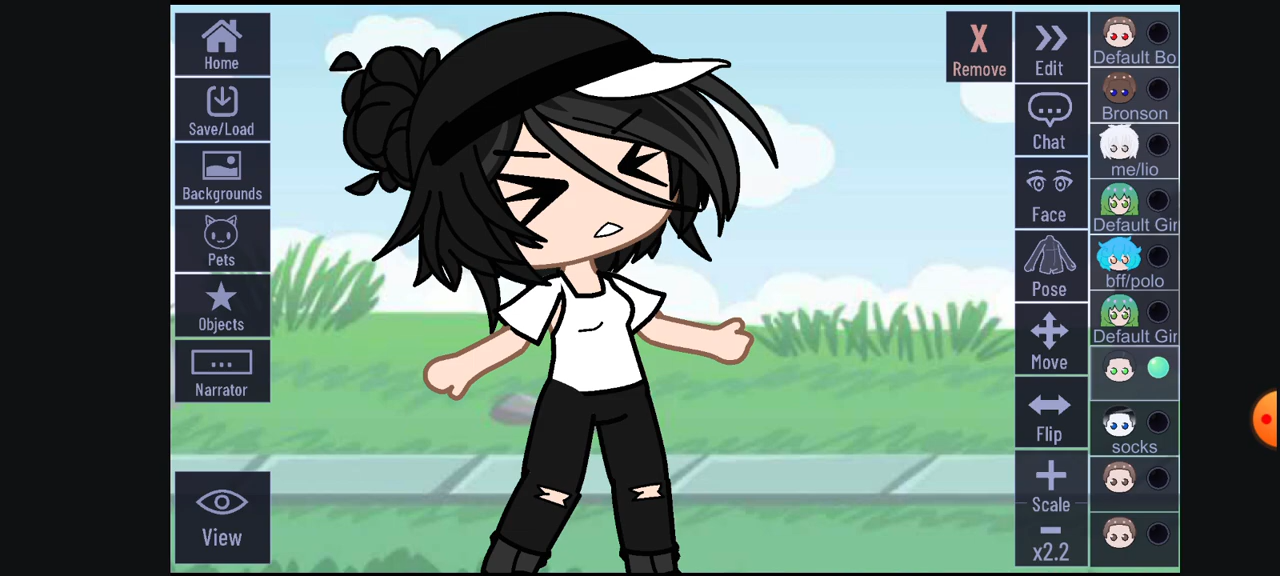 Home
Save/Load
Backgrounds
Pets
Objects
...
Narrator
View
X
Remove
Edit
...
Chat
Face
Pose
Move
Flip
Scale
x2.2
Default Bo
Bronson
me/lio
Default Gir
bff/polo
Default Gir
socks